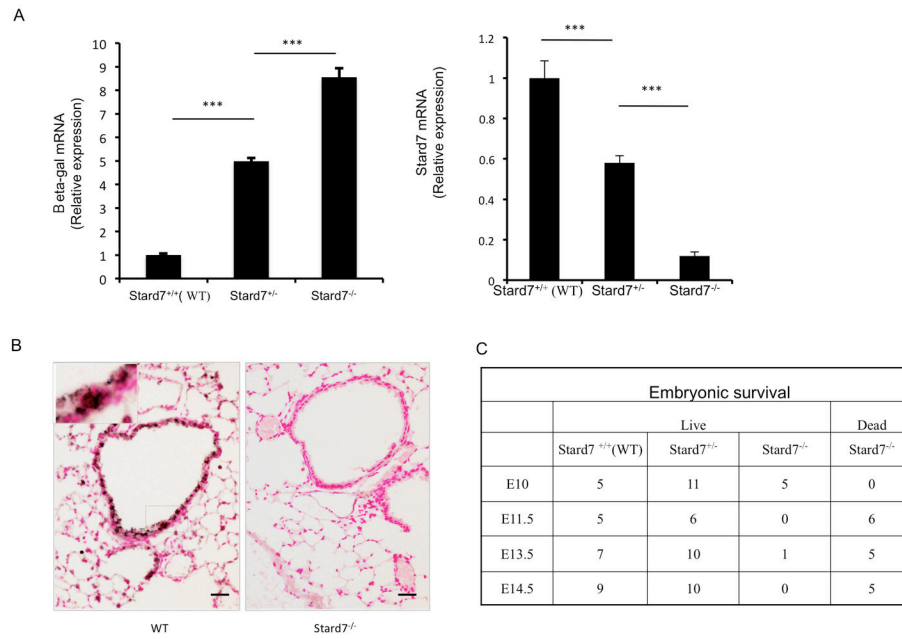 A
Beta-gal mRNA
(Relative expression)
10
9
8
7
6
5
4
3
2
1
0
***
***
Stard7+/+( WT)
Stard7+/-
Stard7-/-
Stard7 mRNA
(Relative expression)
1.2
1
0.8
0.6
0.4
0.2
0
***
***
Stard7+/+ (WT)
Stard7+/-
Stard7-/-
B
WT
Stard7-/-
C
Embryonic survival
Live Dead
Stard7 +/+(WT) Stard7+/- Stard7-/- Stard7-/-
E10 5 11 5 0
E11.5 5 6 0 6
E13.5 7 10 1 5
E14.5 9 10 0 5